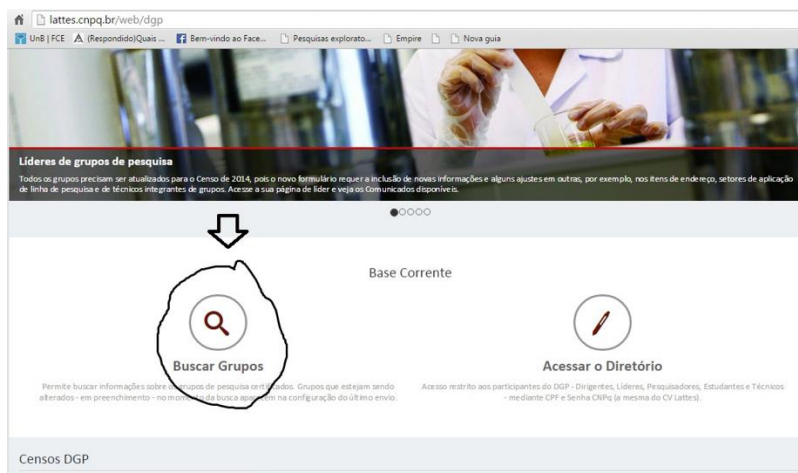 lattes.cnpq.br/web/dgp
UnB | FCE (Respondido)Quais ... Bem-vindo ao Face... Pesquisas explorato... Empire Nova guia
Líderes de grupos de pesquisa
Todos os grupos precisam ser atualizados para o Censo de 2014, pois o novo formulário requer a inclusão de novas informações e alguns ajustes em outras, por exemplo, nos itens de endereço, setores de aplicação
de linha de pesquisa e de técnicos integrantes de grupos. Acesse a sua página de líder e veja os Comunicados disponíveis.
Base Corrente
Buscar Grupos
Permite buscar informações sobre os grupos de pesquisa certificados. Grupos que estejam sendo
alterados - em preenchimento - no momento da busca aparecem na configuração do último envio.
Acessar o Diretório
Acesso restrito aos participantes do DGP - Dirigentes, Líderes, Pesquisadores, Estudantes e Técnicos
- mediante CPF e Senha CNPq (a mesma do CV Lattes).
Censos DGP